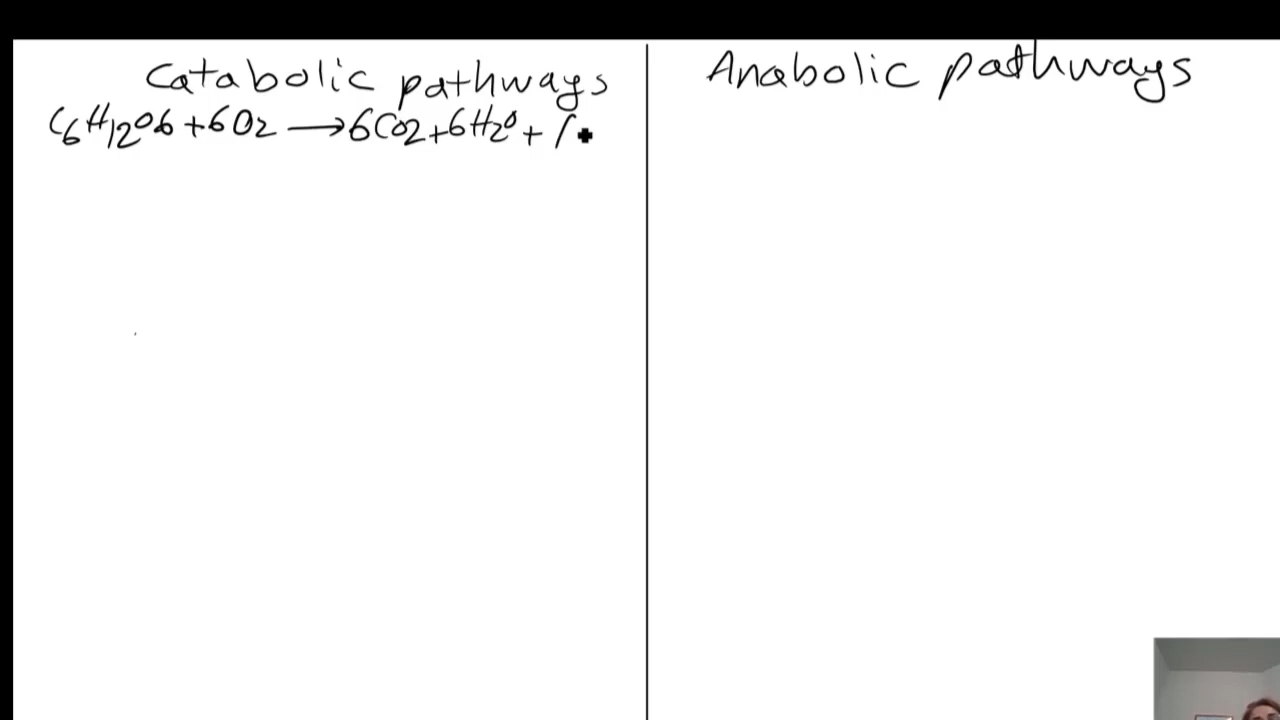 Catabolic pathways
C6H12O6 + 6O2 → 6CO2 + 6H2O +
Anabolic pathways